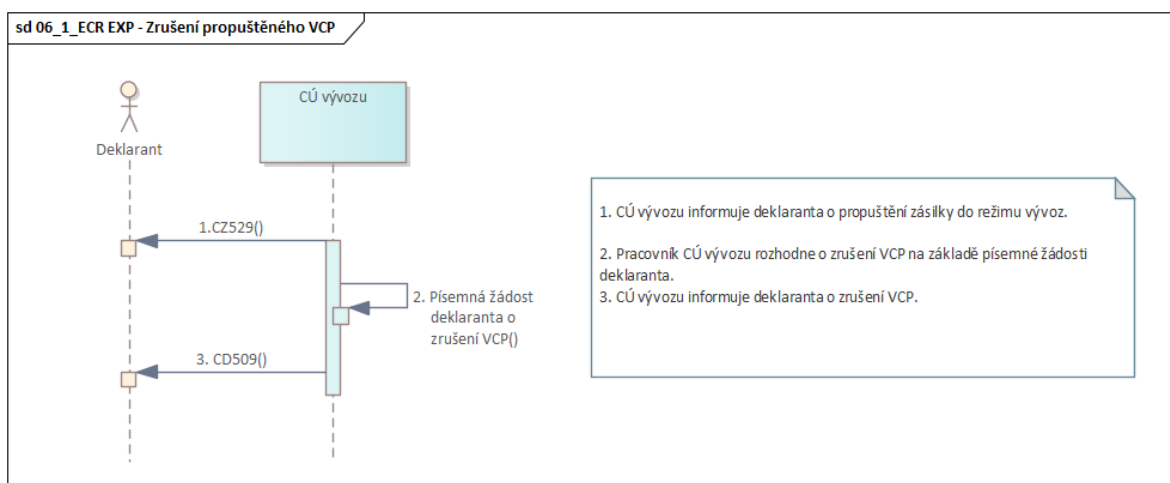 sd 06_1_ECR EXP - Zrušení propuštěného VCP
Deklarant
CÚ vývozu
1.CZ529()
2. Písemná žádost
deklaranta o
zrušení VCP()
3. CD509()
1. CÚ vývozu informuje deklaranta o propuštění zásilky do režimu vývoz.
2. Pracovník CÚ vývozu rozhodne o zrušení VCP na základě písemné žádosti
deklaranta.
3. CÚ vývozu informuje deklaranta o zrušení VCP.